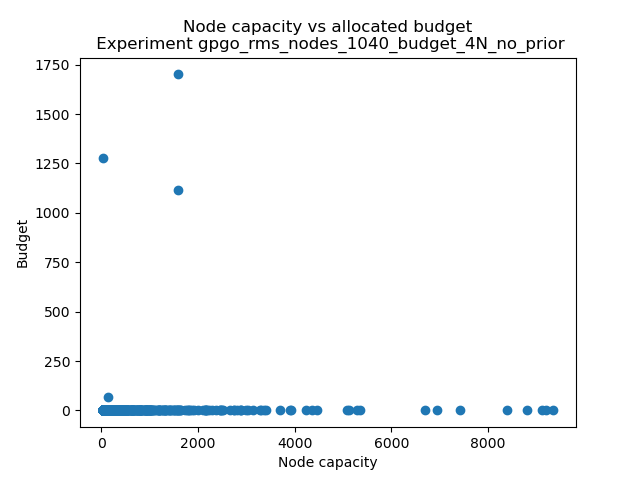 Node capacity vs allocated budget
Experiment gpgo_rms_nodes_1040_budget_4N_no_prior
1750
1500
1250
1000
750
500
250
0
Budget
0 2000 4000 6000 8000
Node capacity